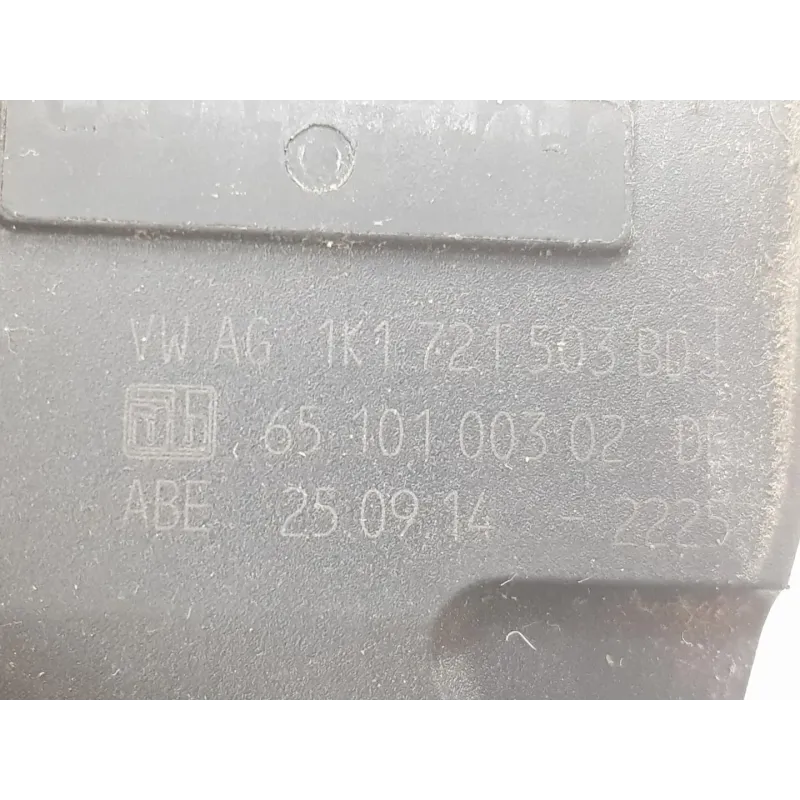 VW AG 1K1.721.503 BD
65 101 003 02 DE
ABE 25 09 14 - 2225